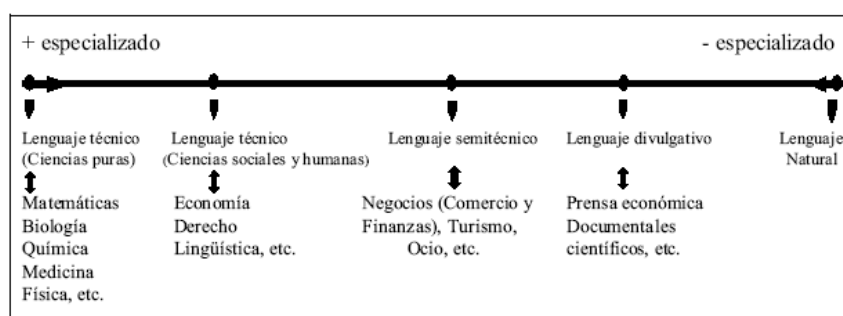 + especializado
- especializado
Lenguaje técnico
(Ciencias puras)
Lenguaje técnico
(Ciencias sociales y humanas)
Lenguaje semitécnico
Lenguaje divulgativo
Lenguaje
Natural
Matemáticas
Biología
Química
Medicina
Física, etc.
Economía
Derecho
Lingüística, etc.
Negocios (Comercio y
Finanzas), Turismo,
Ocio, etc.
Prensa económica
Documentales
científicos, etc.